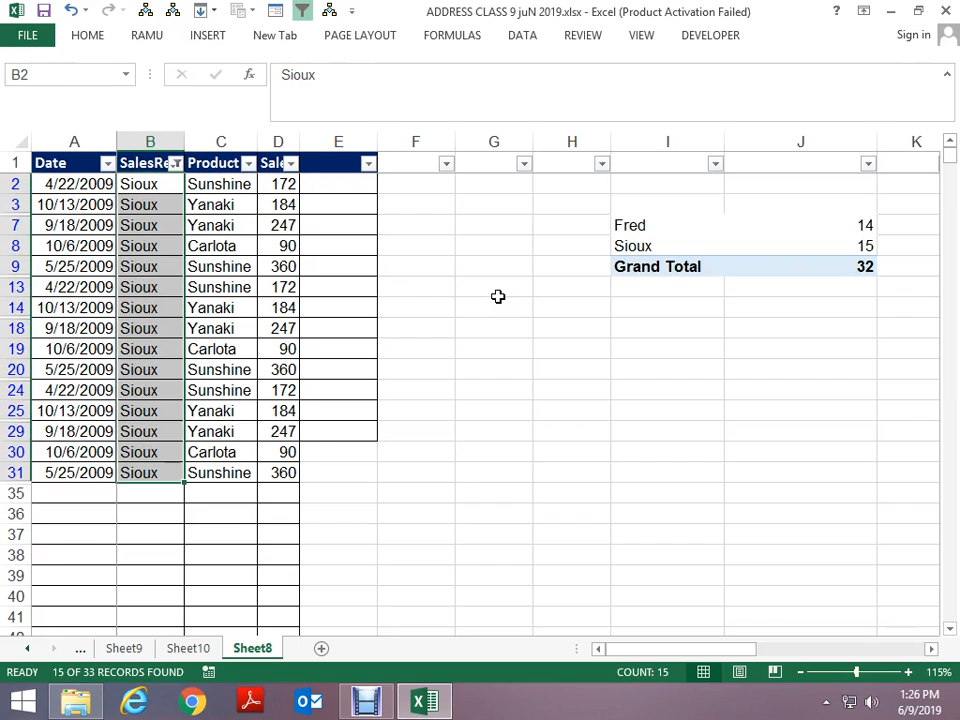 ADDRESS CLASS 9 juN 2019.xlsx - Excel (Product Activation Failed)
FILE HOME RAMU INSERT New Tab PAGE LAYOUT FORMULAS DATA REVIEW VIEW DEVELOPER Sign in
B2 fx Sioux
A B C D E F G H I J K
1 Date SalesRe Product Sale
2 4/22/2009 Sioux Sunshine 172
3 10/13/2009 Sioux Yanaki 184
7 9/18/2009 Sioux Yanaki 247 Fred 14
8 10/6/2009 Sioux Carlota 90 Sioux 15
9 5/25/2009 Sioux Sunshine 360 Grand Total 32
13 4/22/2009 Sioux Sunshine 172
14 10/13/2009 Sioux Yanaki 184
18 9/18/2009 Sioux Yanaki 247
19 10/6/2009 Sioux Carlota 90
20 5/25/2009 Sioux Sunshine 360
24 4/22/2009 Sioux Sunshine 172
25 10/13/2009 Sioux Yanaki 184
29 9/18/2009 Sioux Yanaki 247
30 10/6/2009 Sioux Carlota 90
31 5/25/2009 Sioux Sunshine 360
35
36
37
38
39
40
41
... Sheet9 Sheet10 Sheet8
READY 15 OF 33 RECORDS FOUND COUNT: 15 115%
1:26 PM
6/9/2019